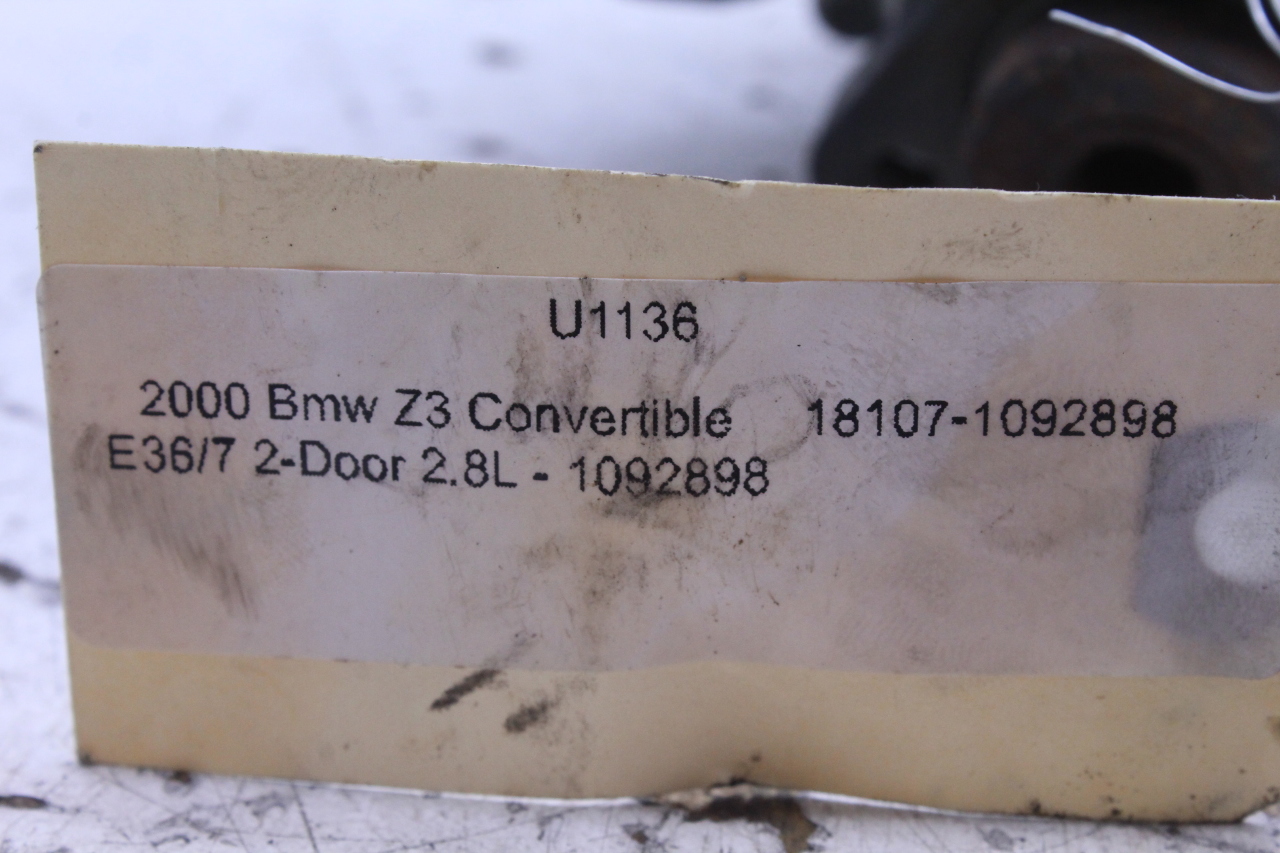 U1136
2000 Bmw Z3 Convertible 18107-1092898
E36/7 2-Door 2.8L - 1092898